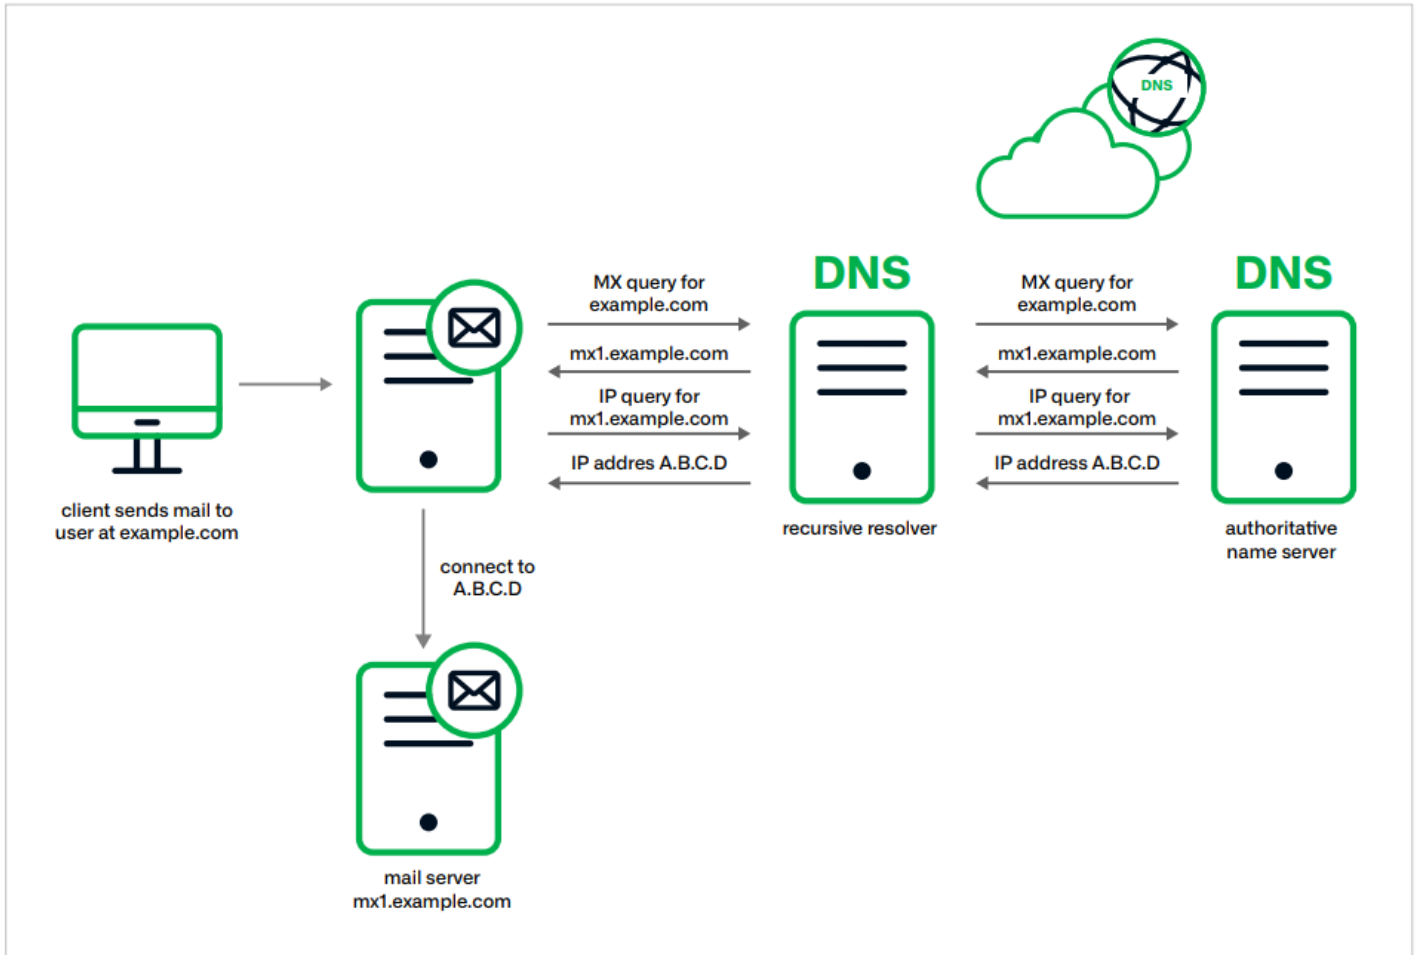 DNS
DNS
DNS
MX query for
example.com
mx1.example.com
IP query for
mx1.example.com
IP addres A.B.C.D
MX query for
example.com
mx1.example.com
IP query for
mx1.example.com
IP address A.B.C.D
client sends mail to
user at example.com
recursive resolver
authoritative
name server
connect to
A.B.C.D
mail server
mx1.example.com